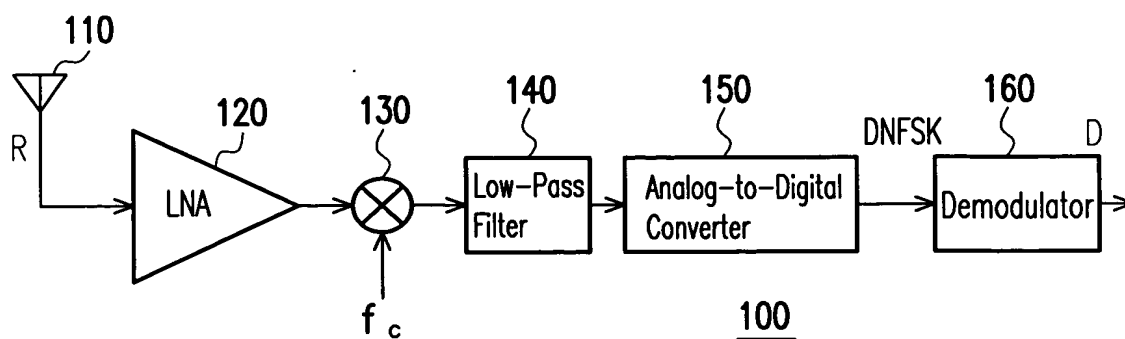 110
R
120
LNA
130
f c
140
Low-Pass
Filter
150
Analog-to-Digital
Converter
DNFSK
160
Demodulator
D
100